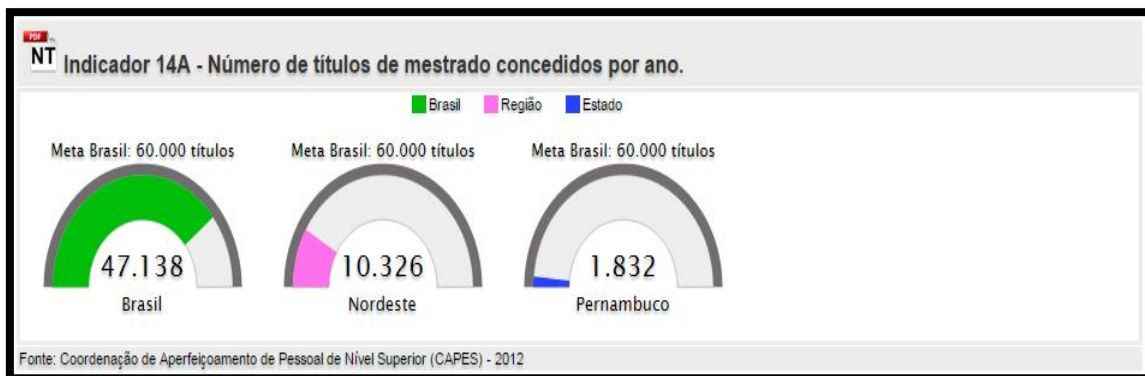 PDF
NT Indicador 14A - Número de títulos de mestrado concedidos por ano.
Brasil Região Estado
Meta Brasil: 60.000 títulos Meta Brasil: 60.000 títulos Meta Brasil: 60.000 títulos
47.138 10.326 1.832
Brasil Nordeste Pernambuco
Fonte: Coordenação de Aperfeiçoamento de Pessoal de Nível Superior (CAPES) - 2012